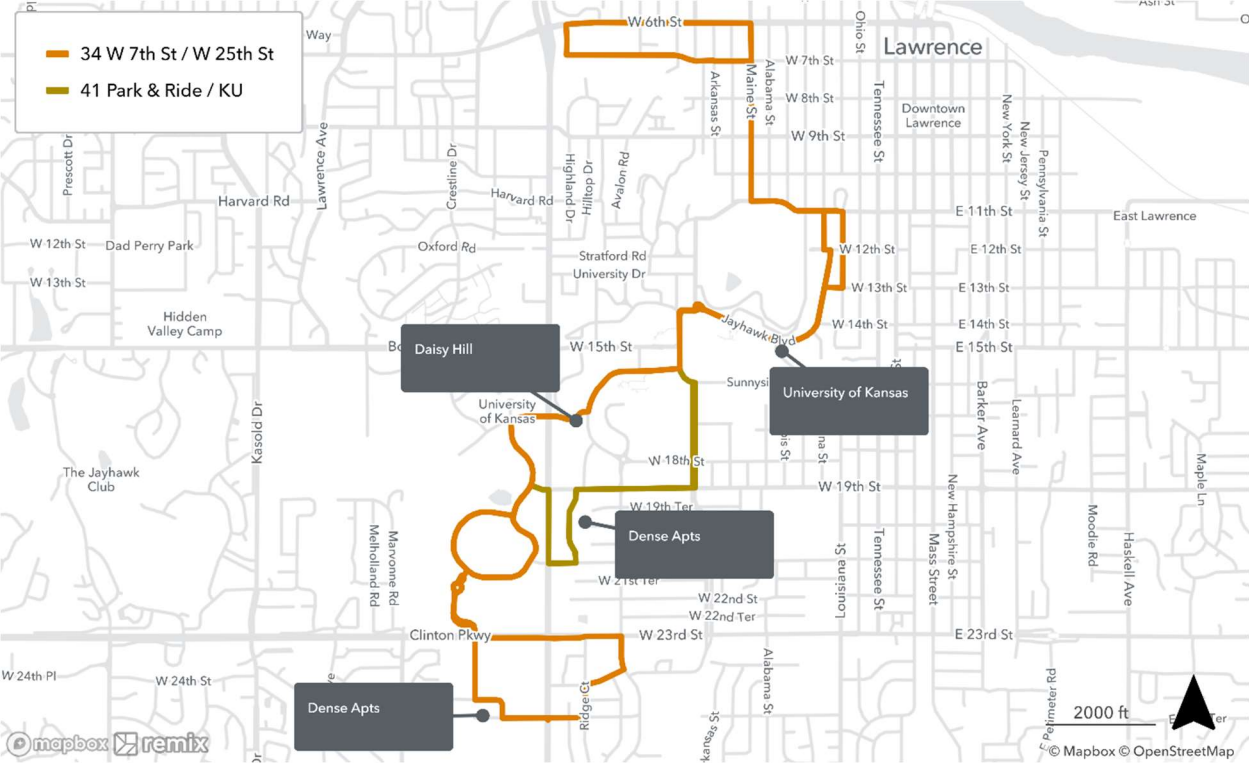 34 W 7th St / W 25th St
41 Park & Ride / KU
Way
W 6th St
Ohio St
Ash St
Lawrence
W 7th St
Maine St
Alabama St
Arkansas St
Tennessee St
W 8th St
Downtown
Lawrence
New York St
New Jersey St
Pennsylvania St
W 9th St
Prescott Dr
Lawrence Ave
Crestline Dr
Highland Dr
Hilltop Dr
Avalon Rd
Harvard Rd
Harvard Rd
E 11th St
East Lawrence
W 12th St
Dad Perry Park
Oxford Rd
Stratford Rd
University Dr
W 12th St
E 12th St
W 13th St
W 13th St
E 13th St
Hidden
Valley Camp
Jayhawk Blvd
W 14th St
E 14th St
Daisy Hill
W 15th St
E 15th St
University of Kansas
University
of Kansas
Kasold Dr
Barker Ave
Learnard Ave
The Jayhawk
Club
W 18th St
W 19th St
Maple Ln
W 19th Ter
Dense Apts
New Hampshire St
Moodie Rd
Haskell Ave
Melholland Rd
Marvonne Rd
Louisiana St
Tennessee St
Mass Street
W 21st Ter
W 22nd St
W 22nd Ter
Clinton Pkwy
W 23rd St
E 23rd St
W 24th Pl
W 24th St
Alabama St
Dense Apts
Ridge Ct
E Perimeter Rd
2000 ft
mapbox remix
© Mapbox © OpenStreetMap